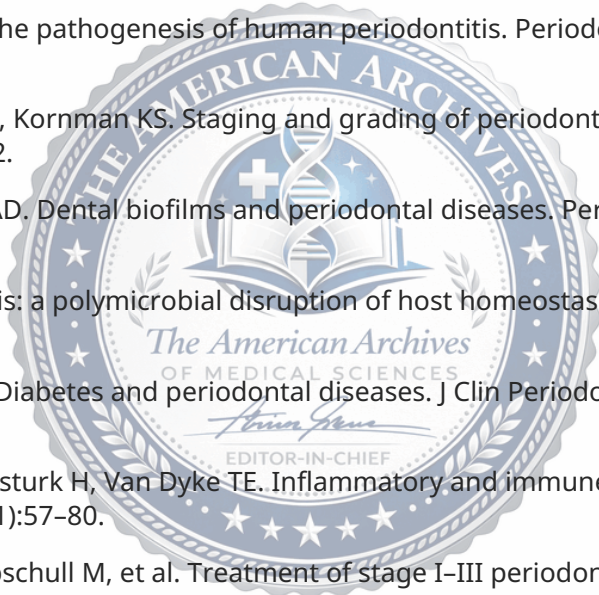 he pathogenesis of human periodontitis. Periodo
THE AMERICAN ARCHIVES
, Kornman KS. Staging and grading of periodont
2.
AD. Dental biofilms and periodontal diseases. Per
is: a polymicrobial disruption of host homeostas
The American Archives
OF MEDICAL SCIENCES
Diabetes and periodontal diseases. J Clin Periodo
EDITOR-IN-CHIEF
sturk H, Van Dyke TE. Inflammatory and immune
1):57–80.
oschull M, et al. Treatment of stage I–III periodon